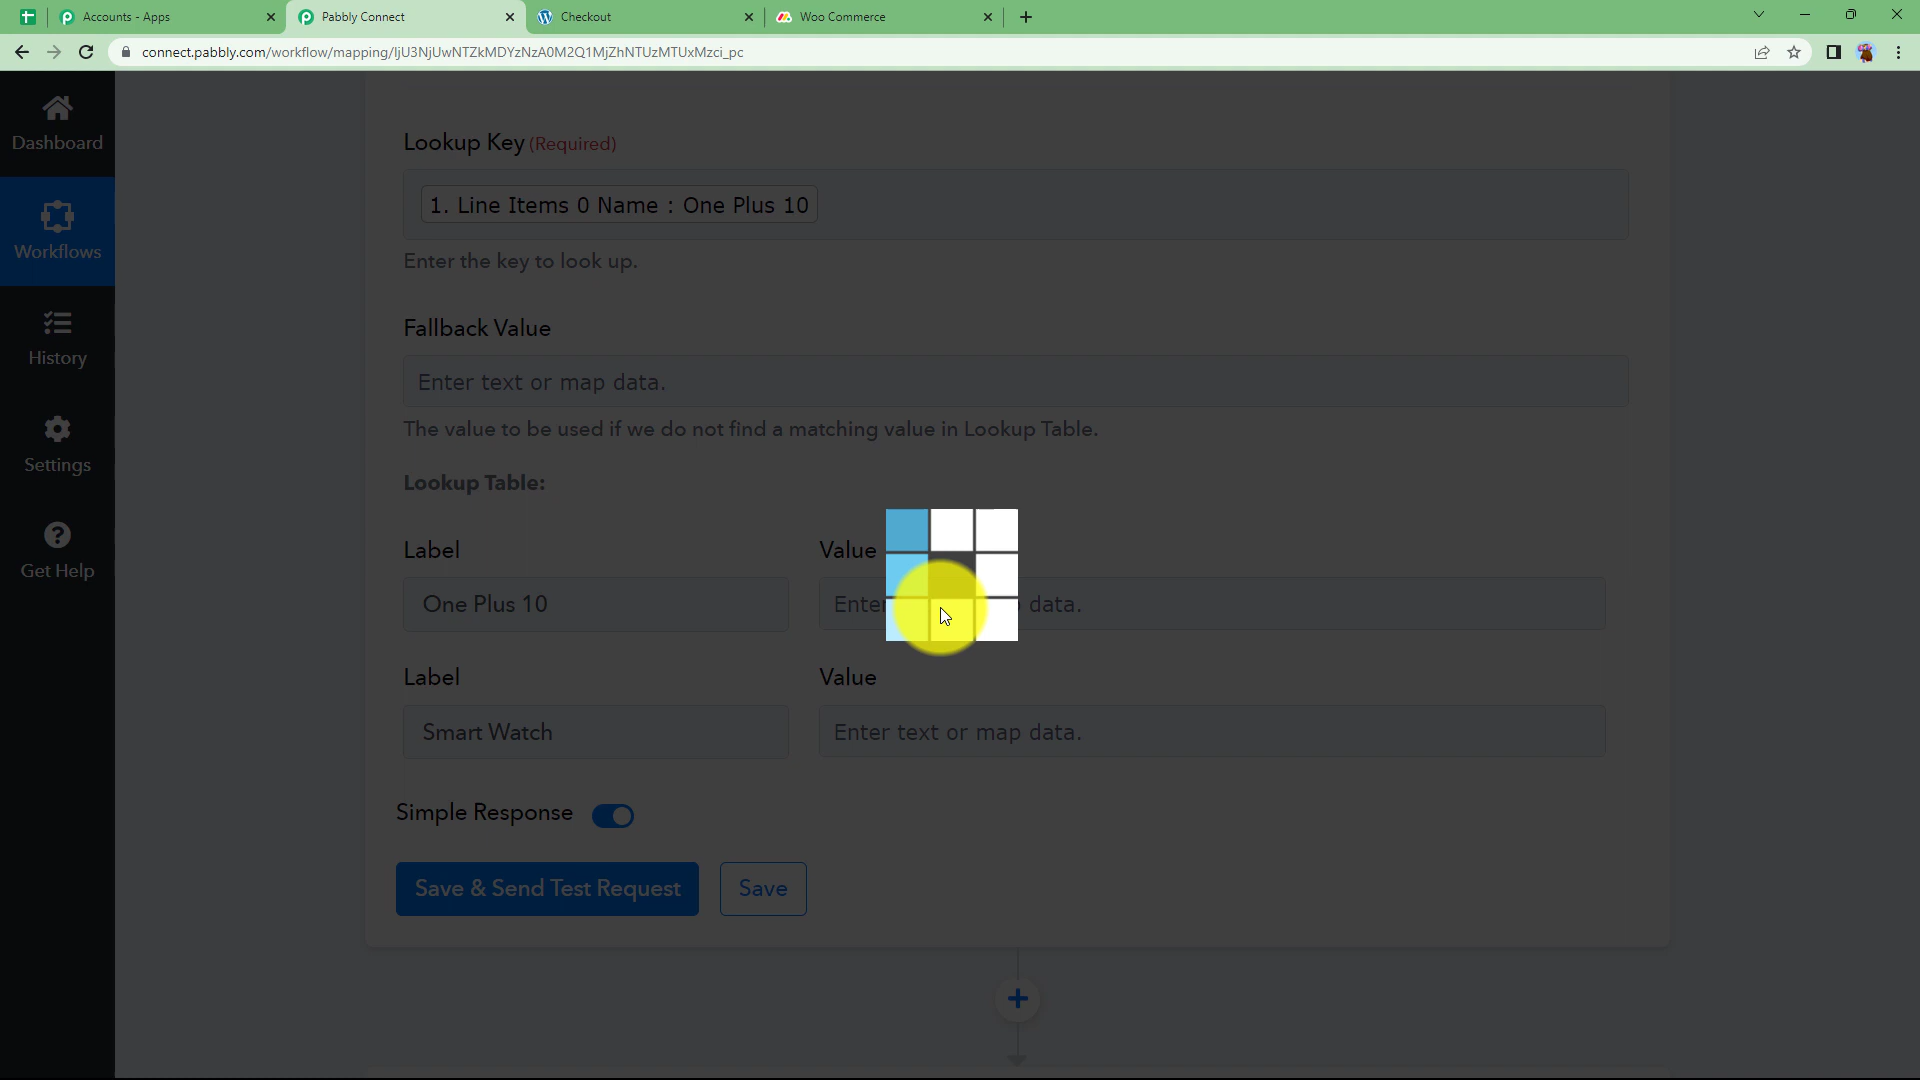 Accounts - Apps
Pabbly Connect
Checkout
Woo Commerce
connect.pabbly.com/workflow/mapping/IjU3NjUwNTZkMDYzNzA0M2Q1MjZhNTUzMTUxMzci_pc
Dashboard
Workflows
History
Settings
Get Help
Lookup Key (Required)
1. Line Items 0 Name : One Plus 10
Enter the key to look up.
Fallback Value
Enter text or map data.
The value to be used if we do not find a matching value in Lookup Table.
Lookup Table:
Label Value
One Plus 10 Enter data.
Label Value
Smart Watch Enter text or map data.
Simple Response
Save & Send Test Request Save